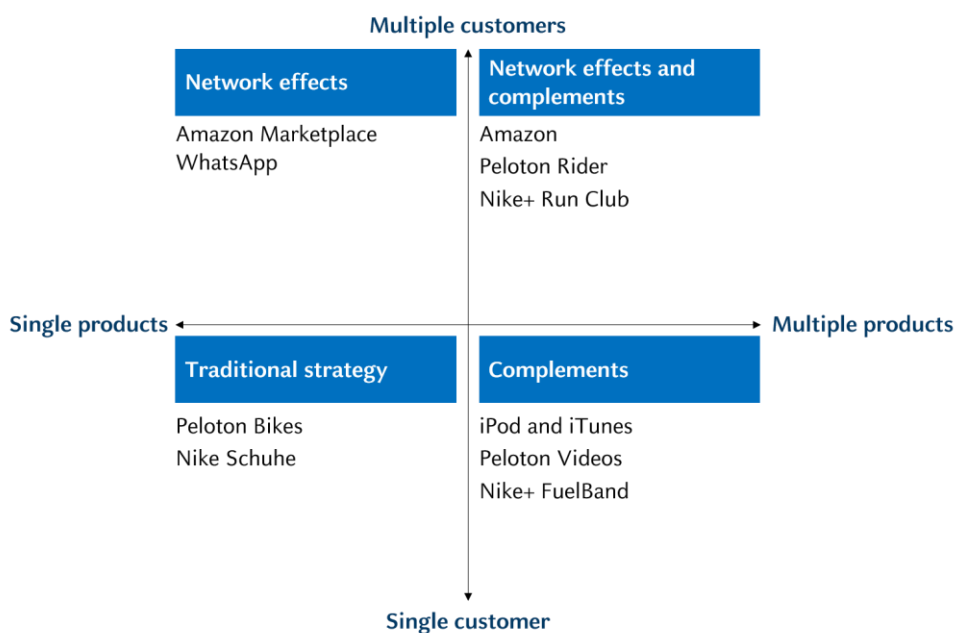 Multiple customers
Network effects
Network effects and
complements
Amazon Marketplace
WhatsApp
Amazon
Peloton Rider
Nike+ Run Club
Single products
Multiple products
Traditional strategy
Complements
Peloton Bikes
Nike Schuhe
iPod and iTunes
Peloton Videos
Nike+ FuelBand
Single customer